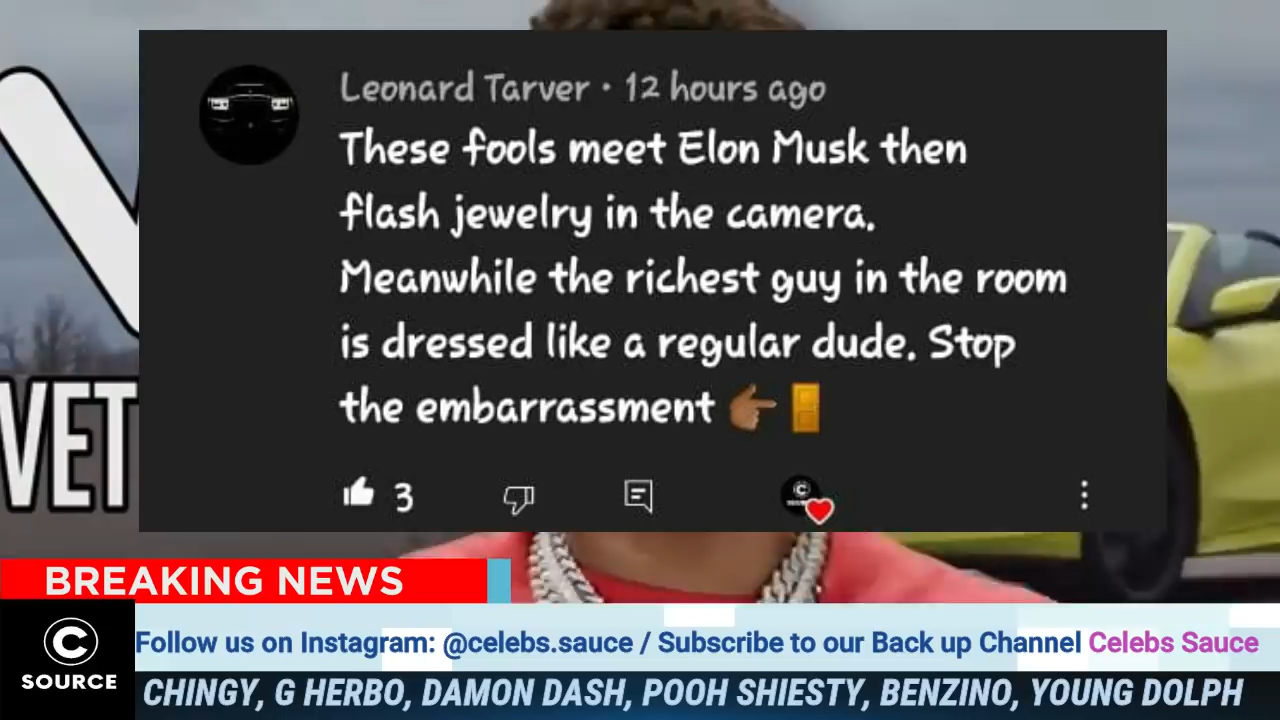 Leonard Tarver · 12 hours ago
These fools meet Elon Musk then
flash jewelry in the camera.
Meanwhile the richest guy in the room
is dressed like a regular dude. Stop
the embarrassment 👉🏾🚪
3
VET
BREAKING NEWS
C
SOURCE
Follow us on Instagram: @celebs.sauce / Subscribe to our Back up Channel Celebs Sauce
CHINGY, G HERBO, DAMON DASH, POOH SHIESTY, BENZINO, YOUNG DOLPH